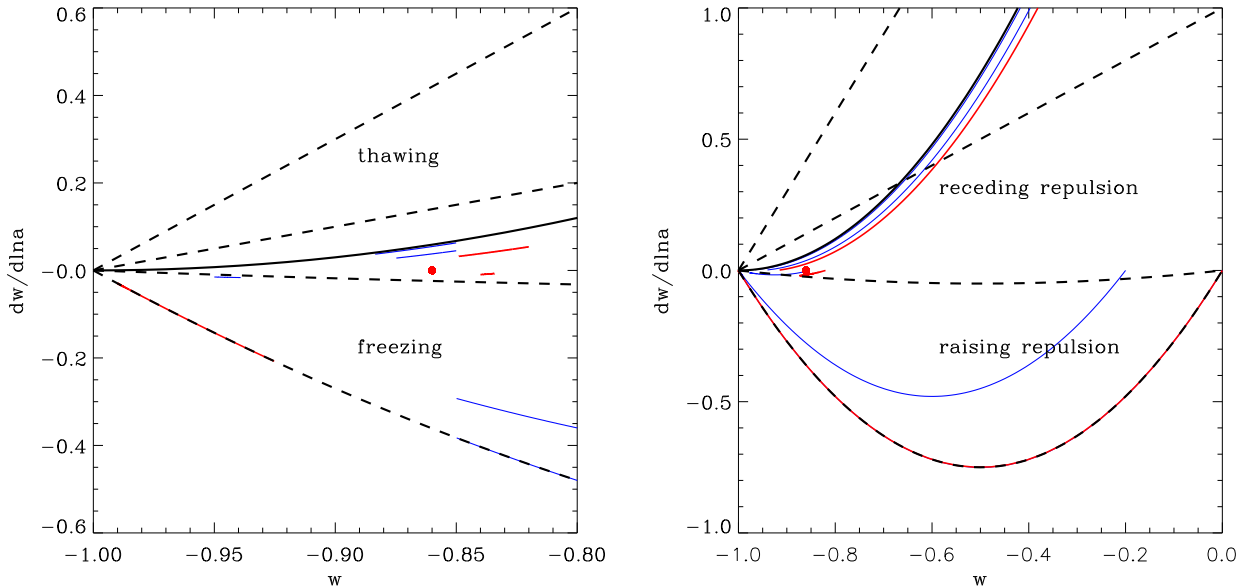 0.6
0.4
0.2
−0.0
−0.2
−0.4
−0.6
dw/dlna
thawing
freezing
−1.00
−0.95
−0.90
−0.85
−0.80
w
1.0
0.5
0.0
−0.5
−1.0
dw/dlna
receding repulsion
raising repulsion
−1.0
−0.8
−0.6
−0.4
−0.2
0.0
w